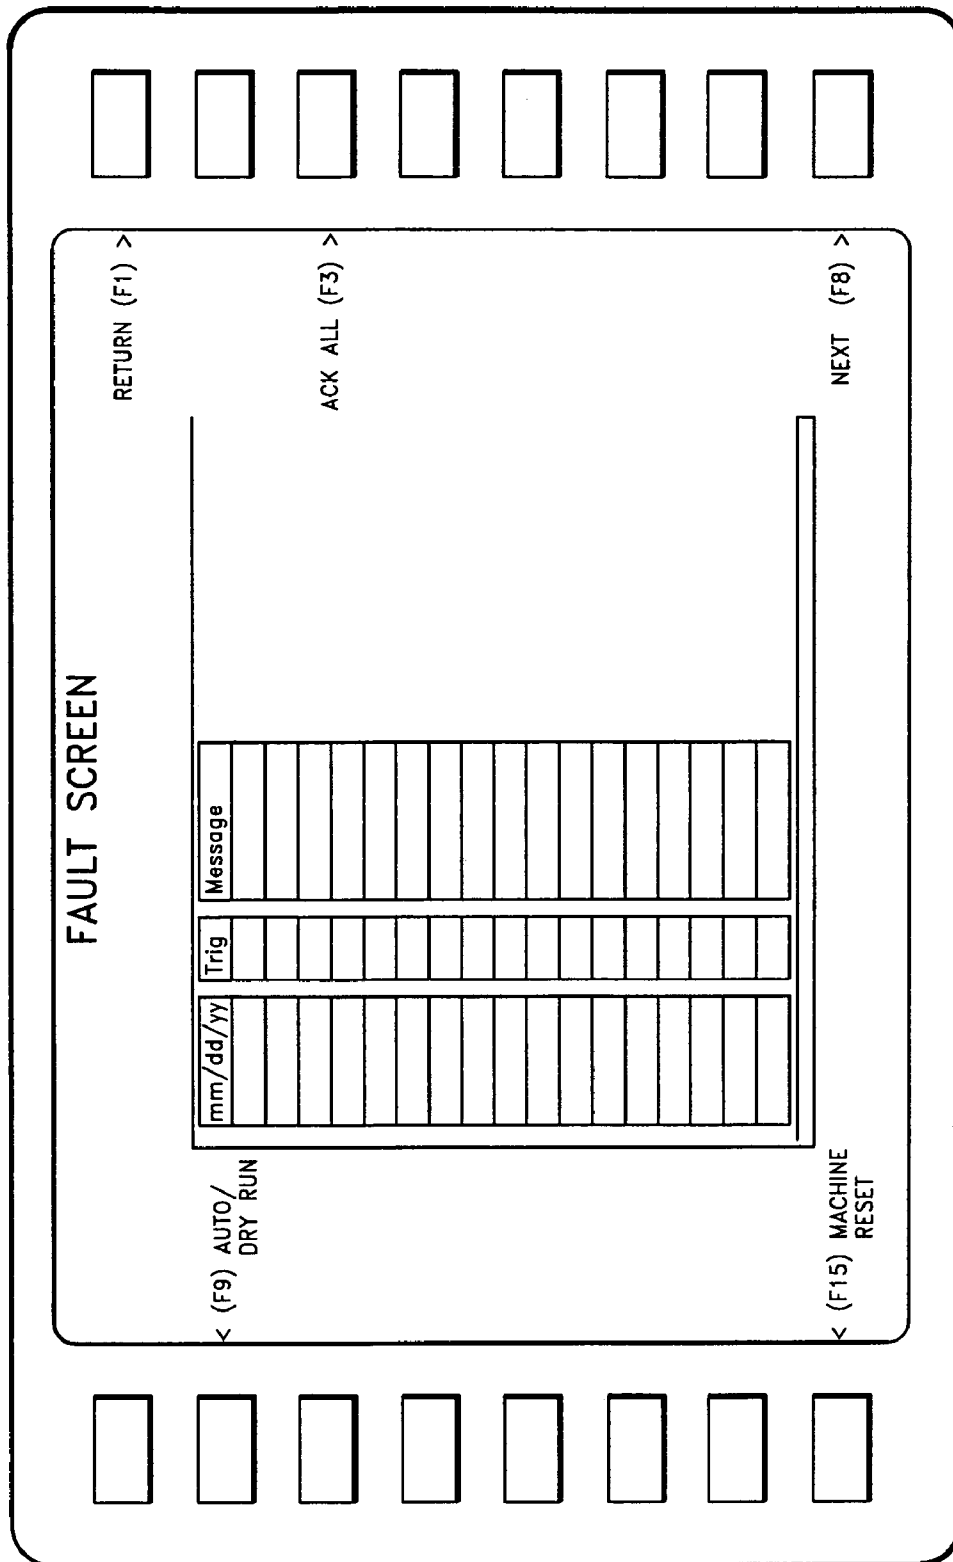 FAULT SCREEN
RETURN (F1) >
< (F9) AUTO/
DRY RUN
mm/dd/yy Trig Message
ACK ALL (F3) >
< (F15) MACHINE
RESET
NEXT (F8) >